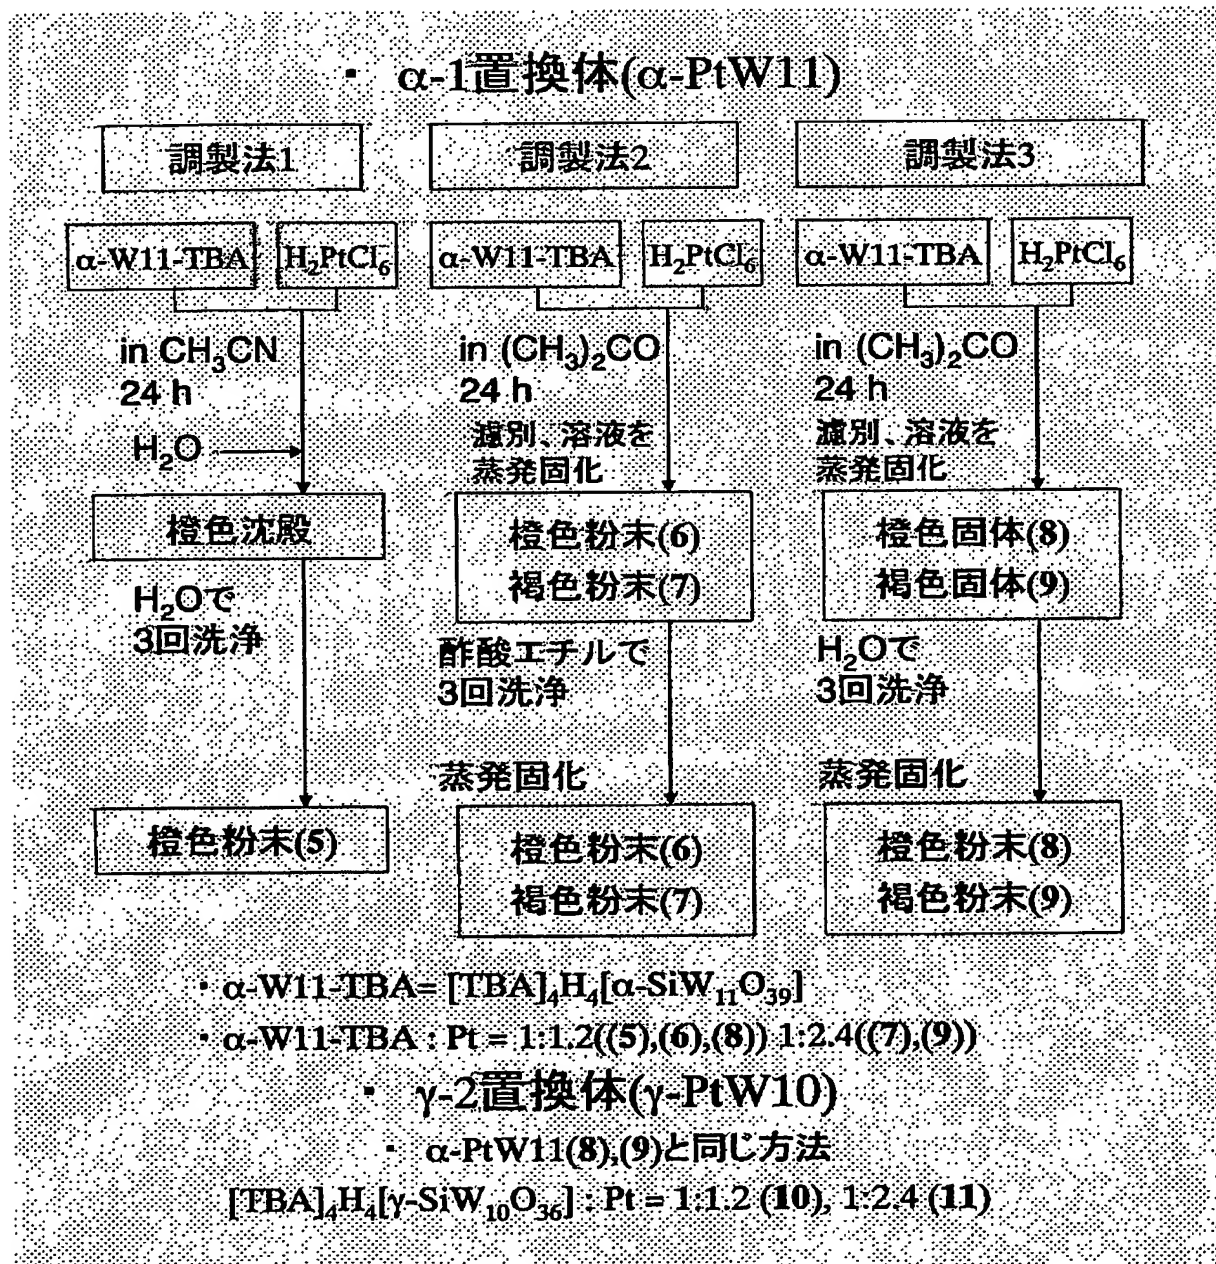 ・ α-1置換体(α-PtW11)
調製法1
α-W11-TBA
H₂PtCl₆
in CH₃CN
24 h
H₂O
橙色沈殿
H₂Oで
3回洗浄
橙色粉末(5)
調製法2
α-W11-TBA
H₂PtCl₆
in (CH₃)₂CO
24 h
濾別、溶液を
蒸発固化
橙色粉末(6)
褐色粉末(7)
酢酸エチルで
3回洗浄
蒸発固化
橙色粉末(6)
褐色粉末(7)
調製法3
α-W11-TBA
H₂PtCl₆
in (CH₃)₂CO
24 h
濾別、溶液を
蒸発固化
橙色固体(8)
褐色固体(9)
H₂Oで
3回洗浄
蒸発固化
橙色粉末(8)
褐色粉末(9)
・α-W11-TBA= [TBA]₄H₄[α-SiW₁₁O₃₉]
・α-W11-TBA : Pt = 1:1.2((5),(6),(8)) 1:2.4((7),(9))
・ γ-2置換体(γ-PtW10)
・ α-PtW11(8),(9)と同じ方法
[TBA]₄H₄[γ-SiW₁₀O₃₆] : Pt = 1:1.2 (10), 1:2.4 (11)